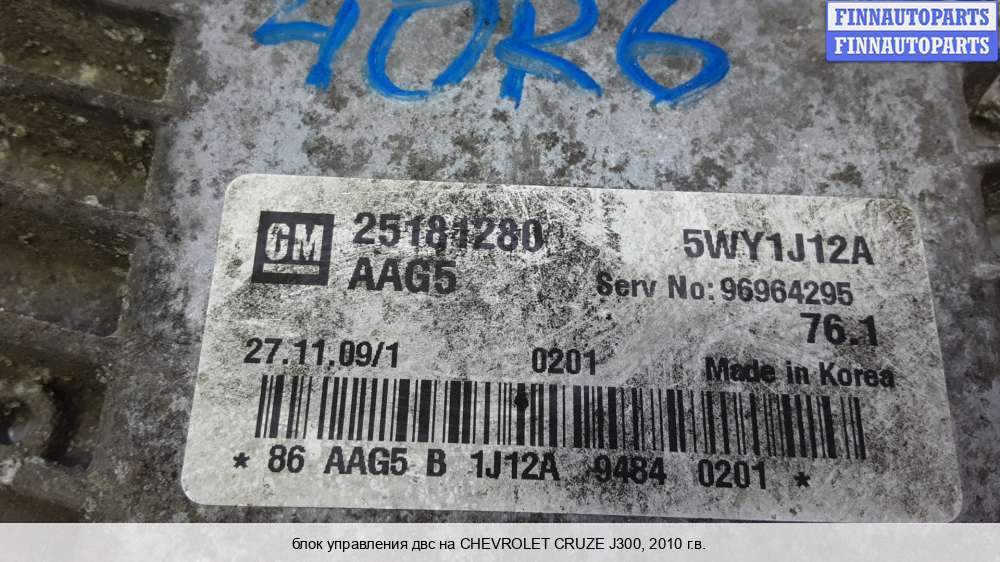 FINNAUTOPARTS
FINNAUTOPARTS
4OR6
GM 25181280 5WY1J12A
AAG5 Serv No: 96964295
76.1
27.11.09/1 0201 Made in Korea
* 86 AAG5 B 1J12A 9484 0201 *
блок управления двс на CHEVROLET CRUZE J300, 2010 г.в.